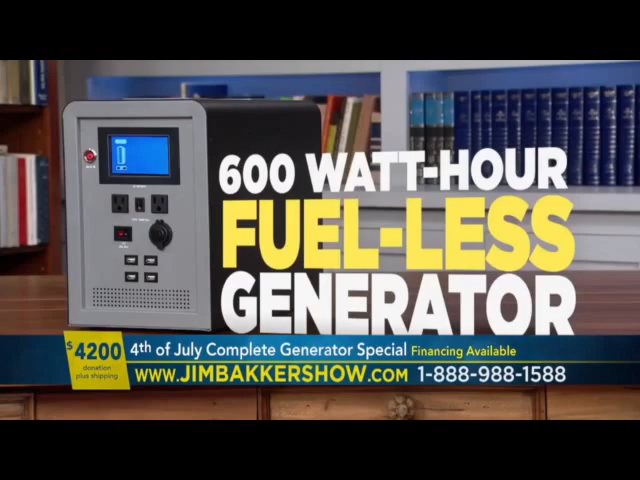 600 WATT-HOUR
FUEL-LESS
GENERATOR
$4200
donation
plus shipping
4th of July Complete Generator Special Financing Available
WWW.JIMBAKKERSHOW.COM 1-888-988-1588